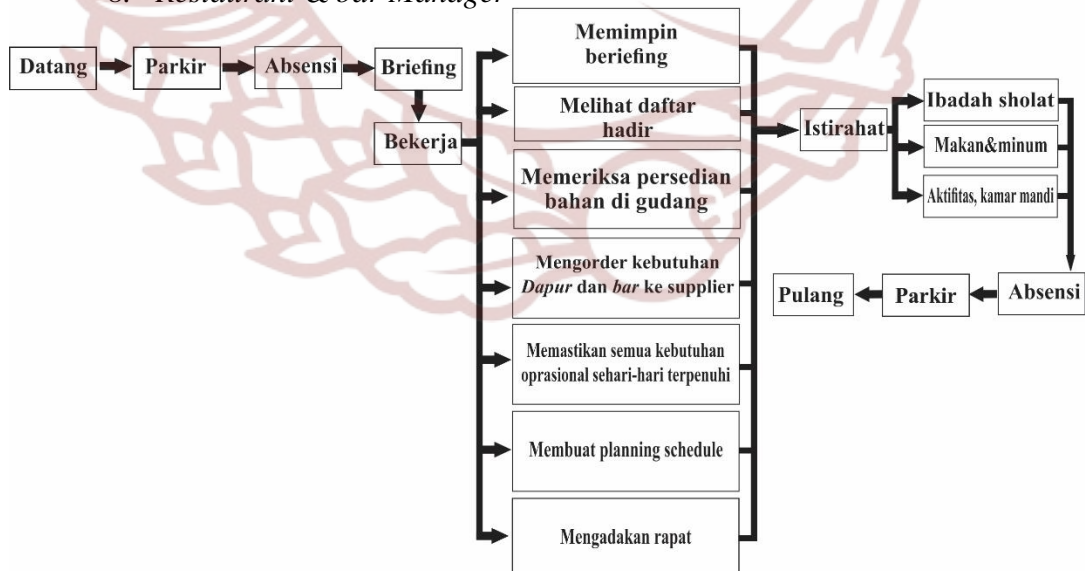 8. Restaurant & bar Manager
Datang
Parkir
Absensi
Briefing
Bekerja
Memimpin
beriefing
Melihat daftar
hadir
Memeriksa persedian
bahan di gudang
Mengorder kebutuhan
Dapur dan bar ke supplier
Memastikan semua kebutuhan
oprasional sehari-hari terpenuhi
Membuat planning schedule
Mengadakan rapat
Istirahat
Ibadah sholat
Makan&minum
Aktifitas, kamar mandi
Absensi
Parkir
Pulang